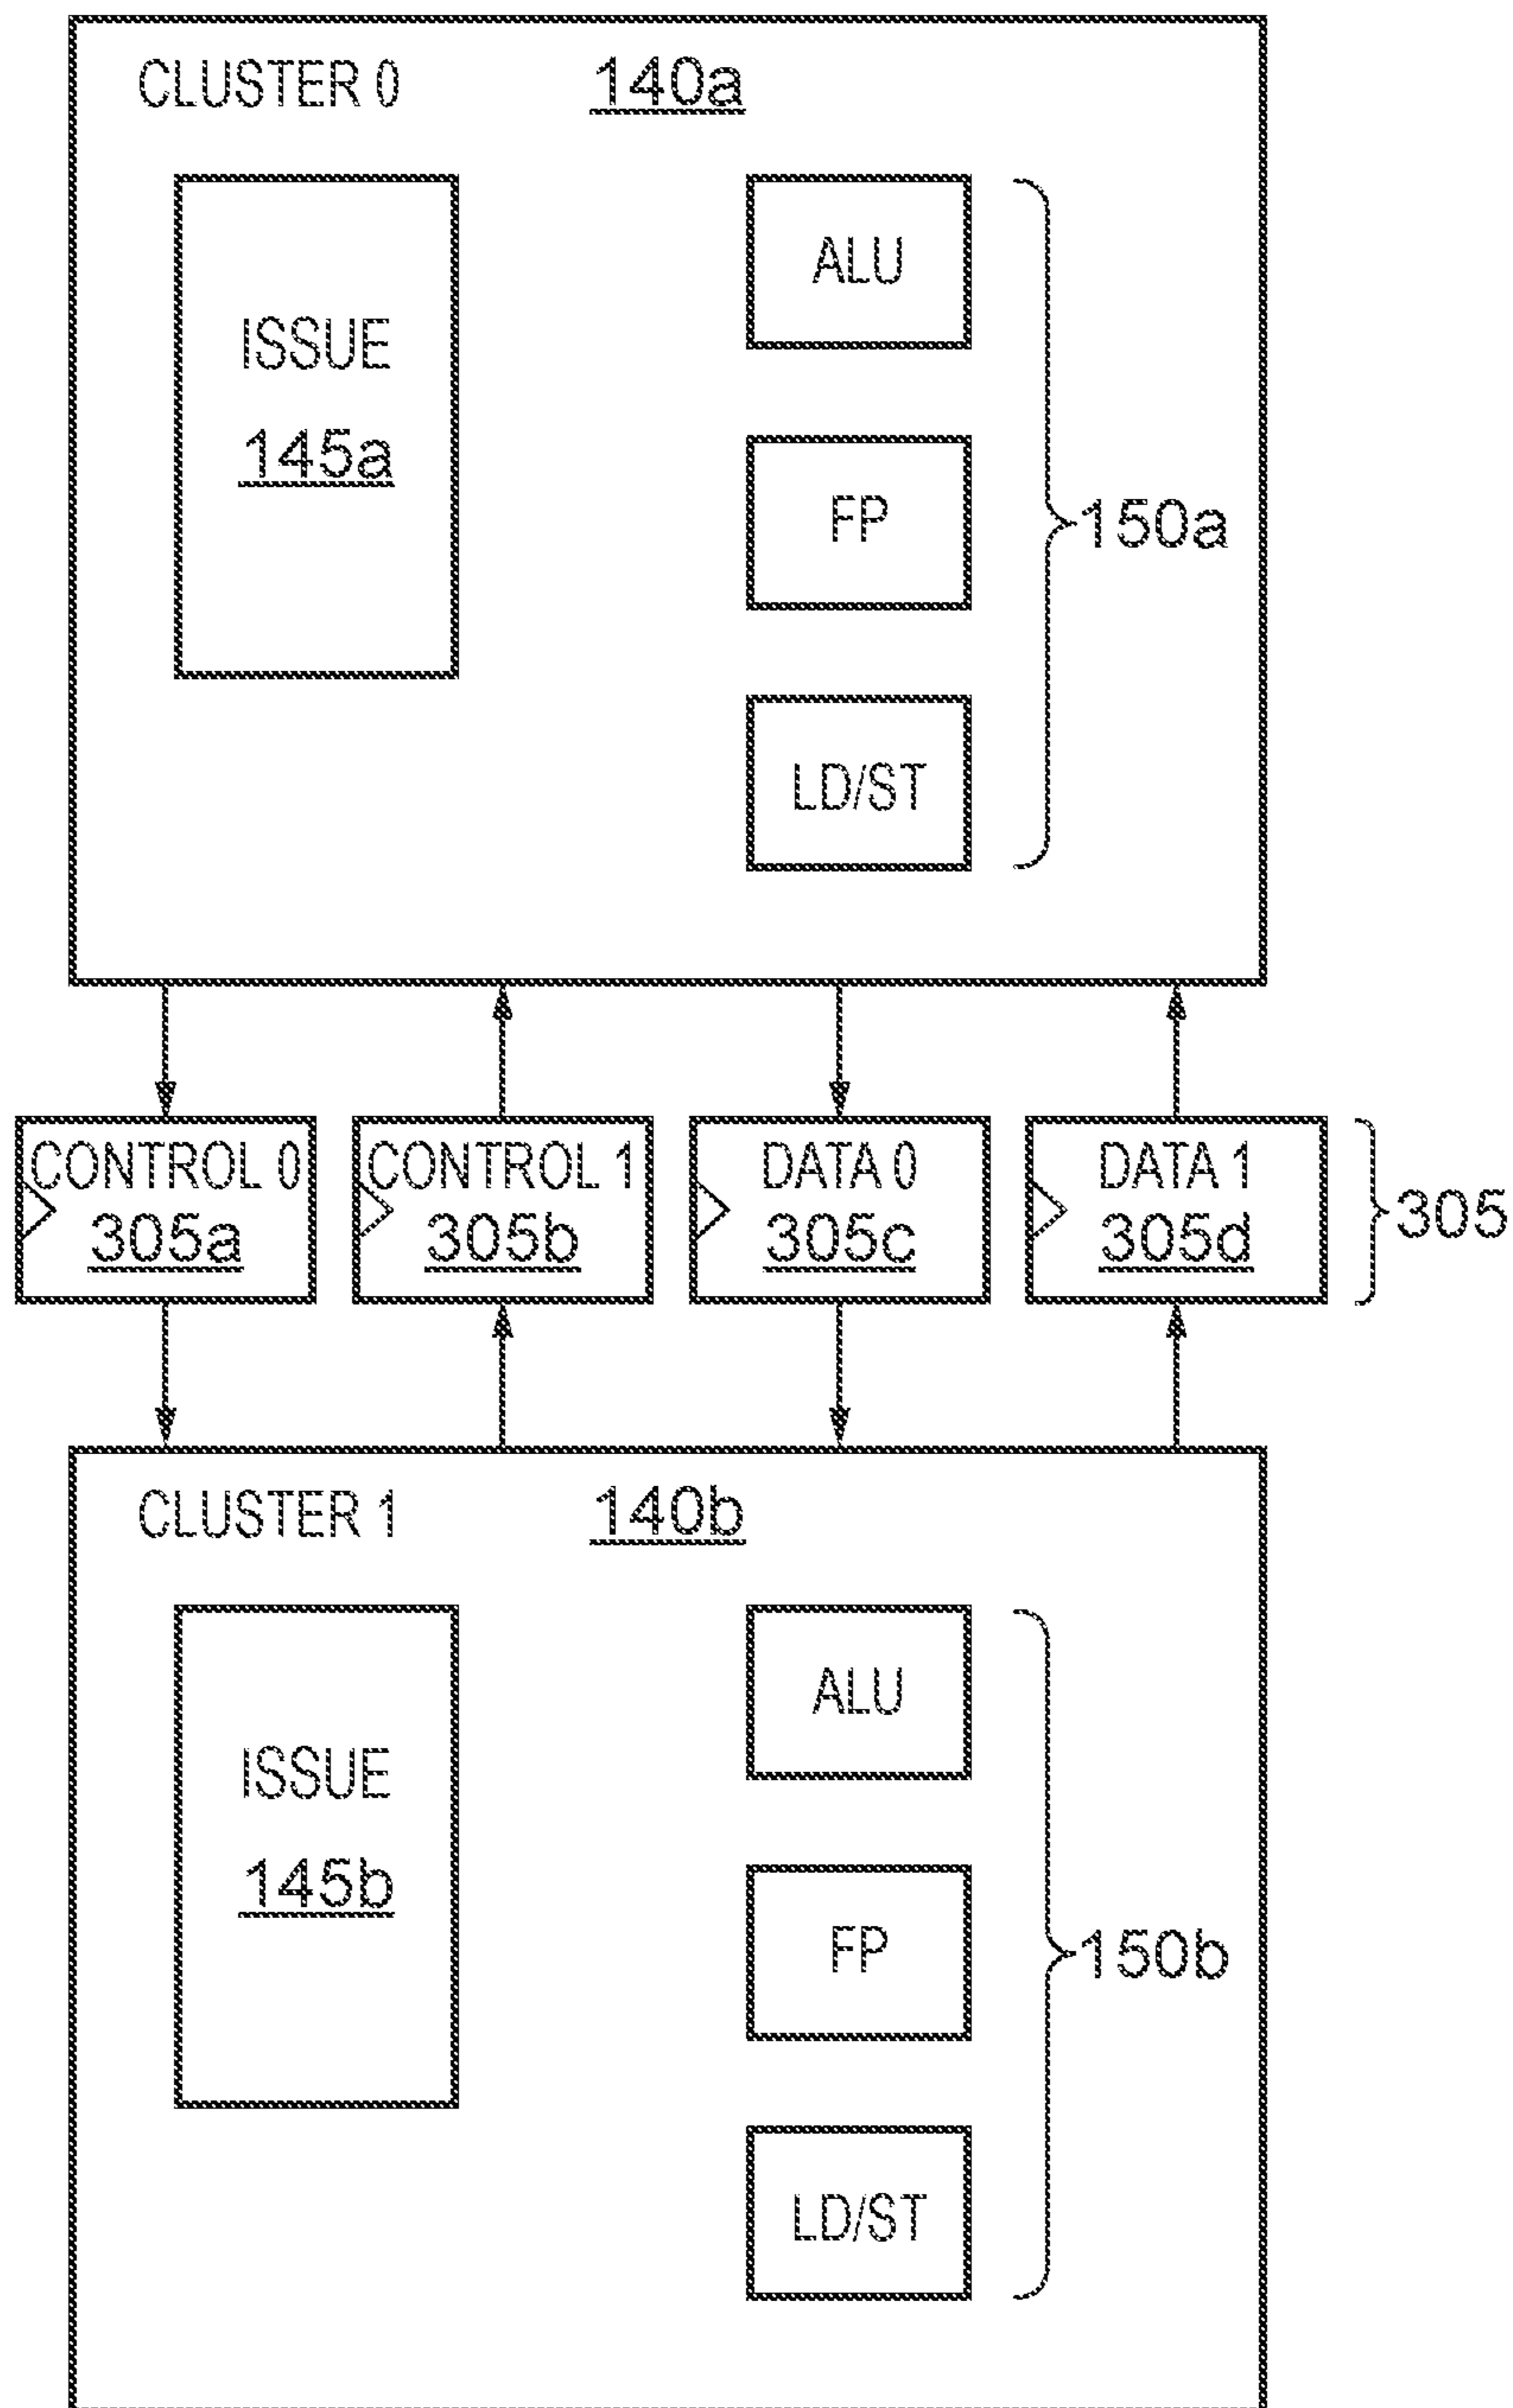 CLUSTER 0 140a
ISSUE
145a
ALU
FP
LD/ST
150a
CONTROL 0
305a
CONTROL 1
305b
DATA 0
305c
DATA 1
305d
305
CLUSTER 1 140b
ISSUE
145b
ALU
FP
LD/ST
150b